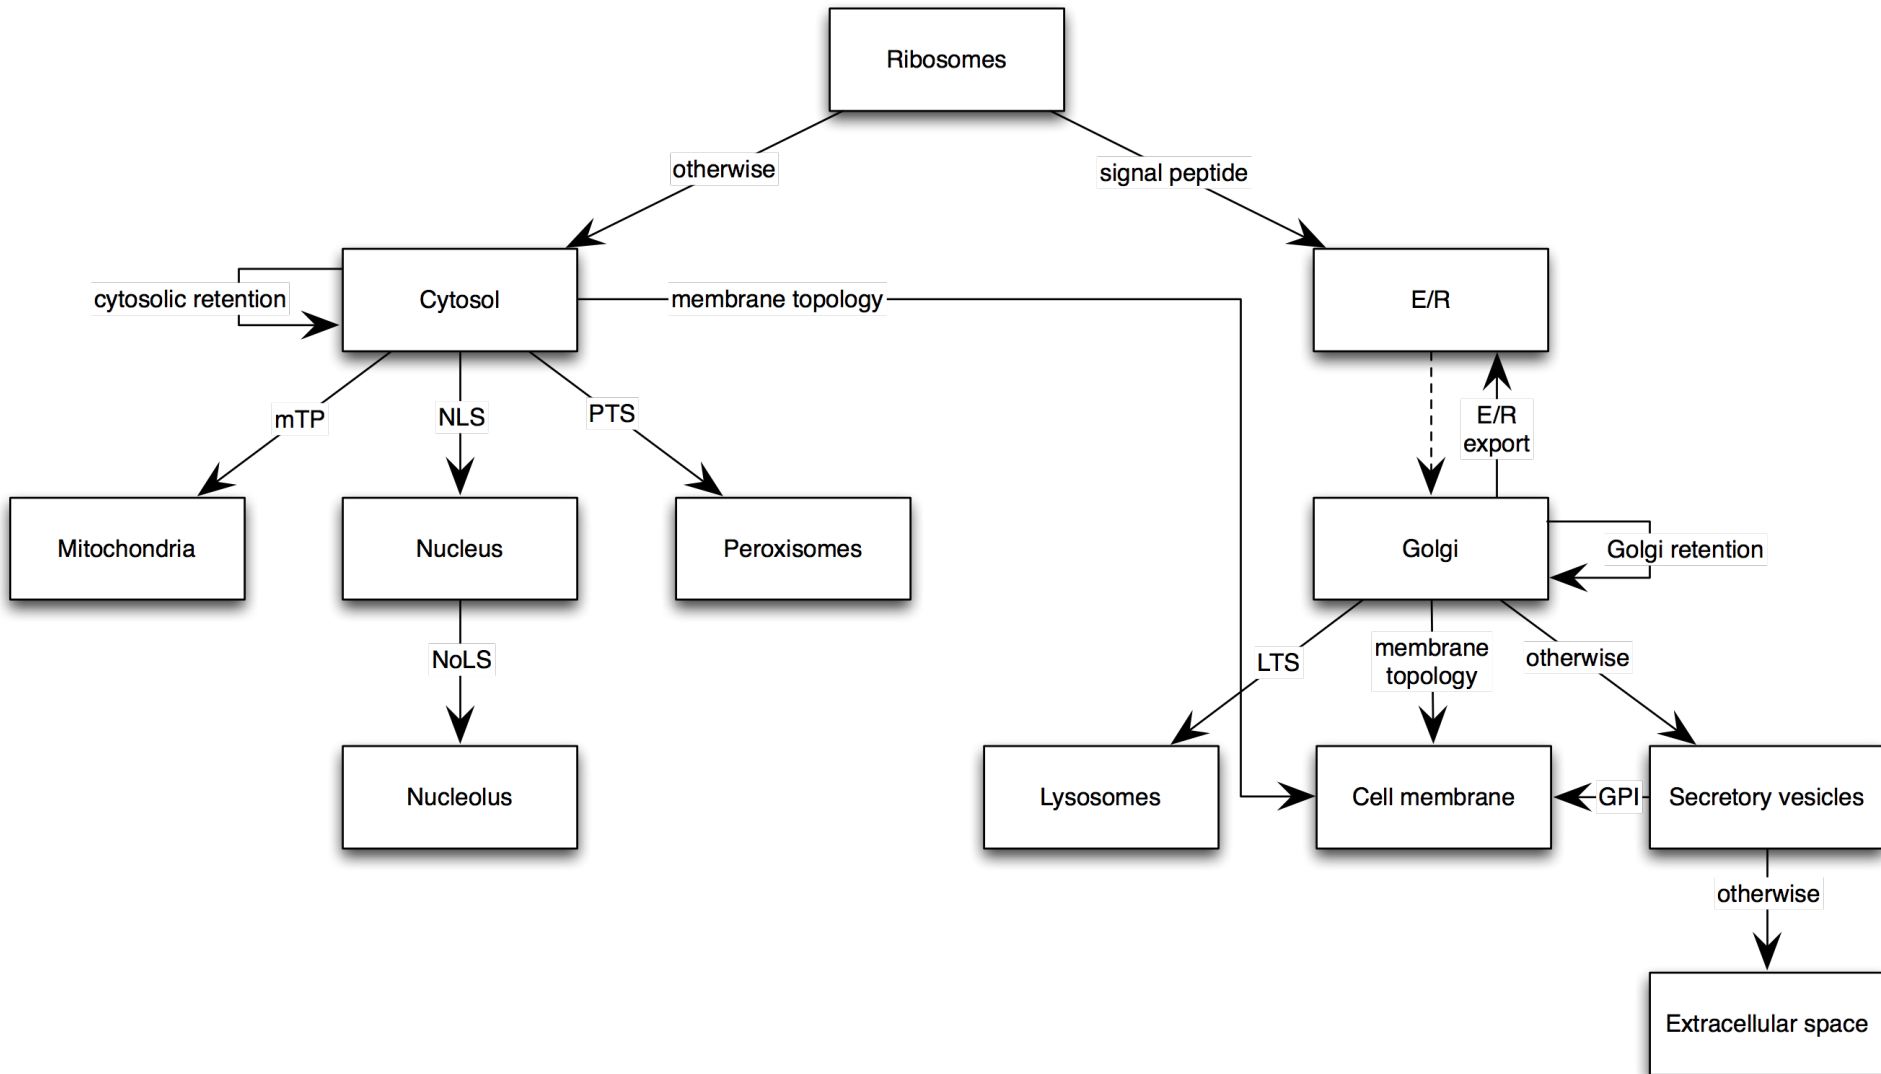 Ribosomes
otherwise
signal peptide
cytosolic retention
Cytosol
membrane topology
E/R
mTP
NLS
PTS
E/R
export
Mitochondria
Nucleus
Peroxisomes
Golgi
Golgi retention
NoLS
LTS
membrane
topology
otherwise
Nucleolus
Lysosomes
Cell membrane
GPI
Secretory vesicles
otherwise
Extracellular space